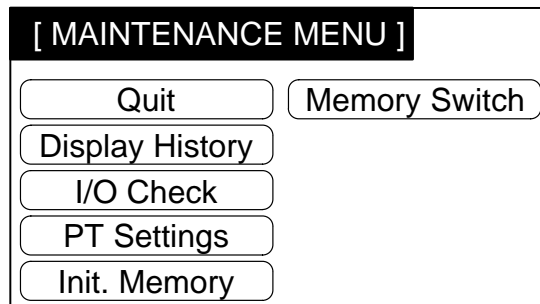 [ MAINTENANCE MENU ]
Quit
Memory Switch
Display History
I/O Check
PT Settings
Init. Memory